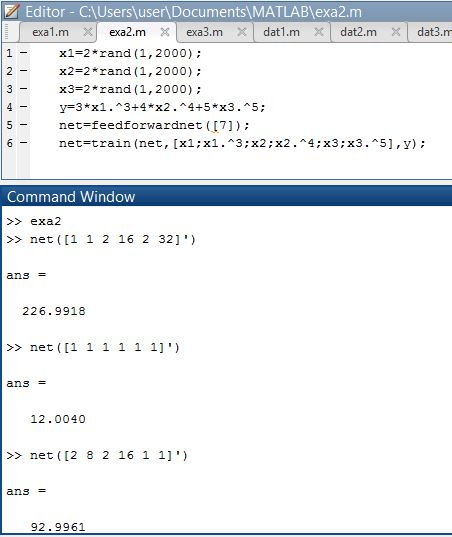 Editor - C:\Users\user\Documents\MATLAB\exa2.m
exa1.m × exa2.m × exa3.m × dat1.m × dat2.m × dat3.m
1 - x1=2*rand(1,2000);
2 - x2=2*rand(1,2000);
3 - x3=2*rand(1,2000);
4 - y=3*x1.^3+4*x2.^4+5*x3.^5;
5 - net=feedforwardnet([7]);
6 - net=train(net,[x1;x1.^3;x2;x2.^4;x3;x3.^5],y);
Command Window
>> exa2
>> net([1 1 2 16 2 32]')
ans =
226.9918
>> net([1 1 1 1 1 1]')
ans =
12.0040
>> net([2 8 2 16 1 1]')
ans =
92.9961